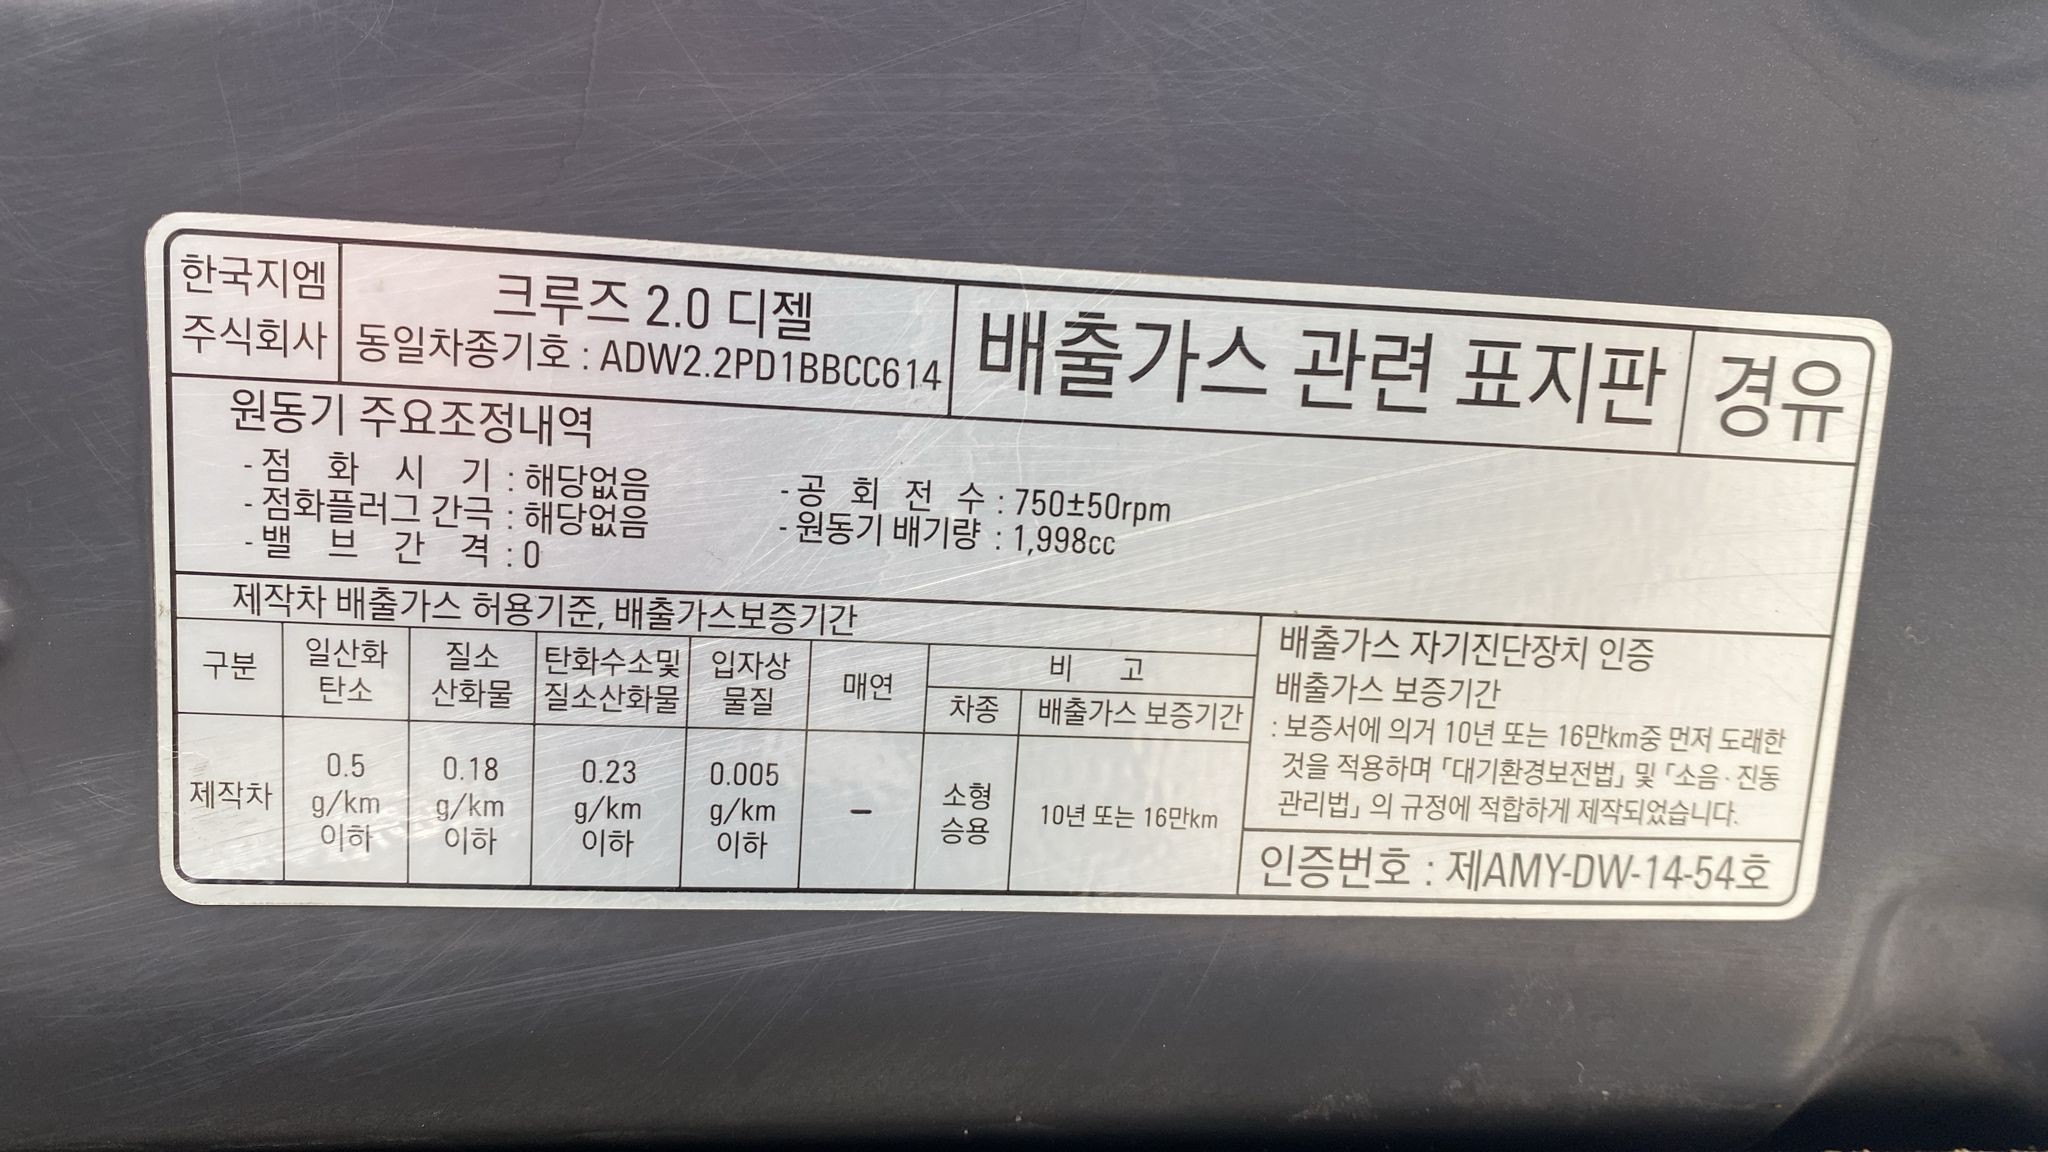 한국지엠
주식회사
크루즈 2.0 디젤
동일차종기호 : ADW2.2PD1BBCC614
배출가스 관련 표지판
경유
원동기 주요조정내역
- 점 화 시 기 : 해당없음
- 점화플러그 간극 : 해당없음
- 밸 브 간 격 : 0
- 공 회 전 수 : 750±50rpm
- 원동기 배기량 : 1,998cc
제작차 배출가스 허용기준, 배출가스보증기간
구분
일산화
탄소
질소
산화물
탄화수소및
질소산화물
입자상
물질
매연
비 고
차종
배출가스 보증기간
제작차
0.5
g/km
이하
0.18
g/km
이하
0.23
g/km
이하
0.005
g/km
이하
–
소형
승용
10년 또는 16만km
배출가스 자기진단장치 인증
배출가스 보증기간
: 보증서에 의거 10년 또는 16만km중 먼저 도래한
것을 적용하며 「대기환경보전법」 및 「소음·진동
관리법」 의 규정에 적합하게 제작되었습니다.
인증번호 : 제AMY-DW-14-54호